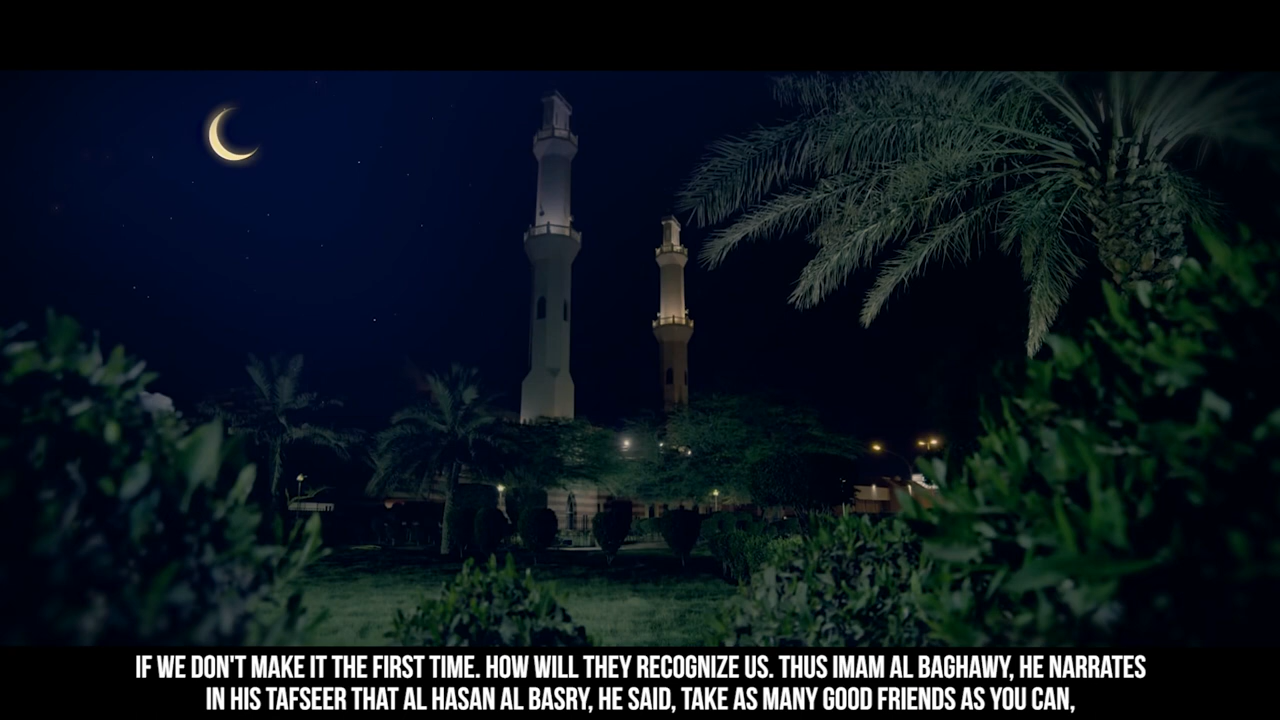 IF WE DON'T MAKE IT THE FIRST TIME. HOW WILL THEY RECOGNIZE US. THUS IMAM AL BAGHAWY, HE NARRATES
IN HIS TAFSEER THAT AL HASAN AL BASRY, HE SAID, TAKE AS MANY GOOD FRIENDS AS YOU CAN,